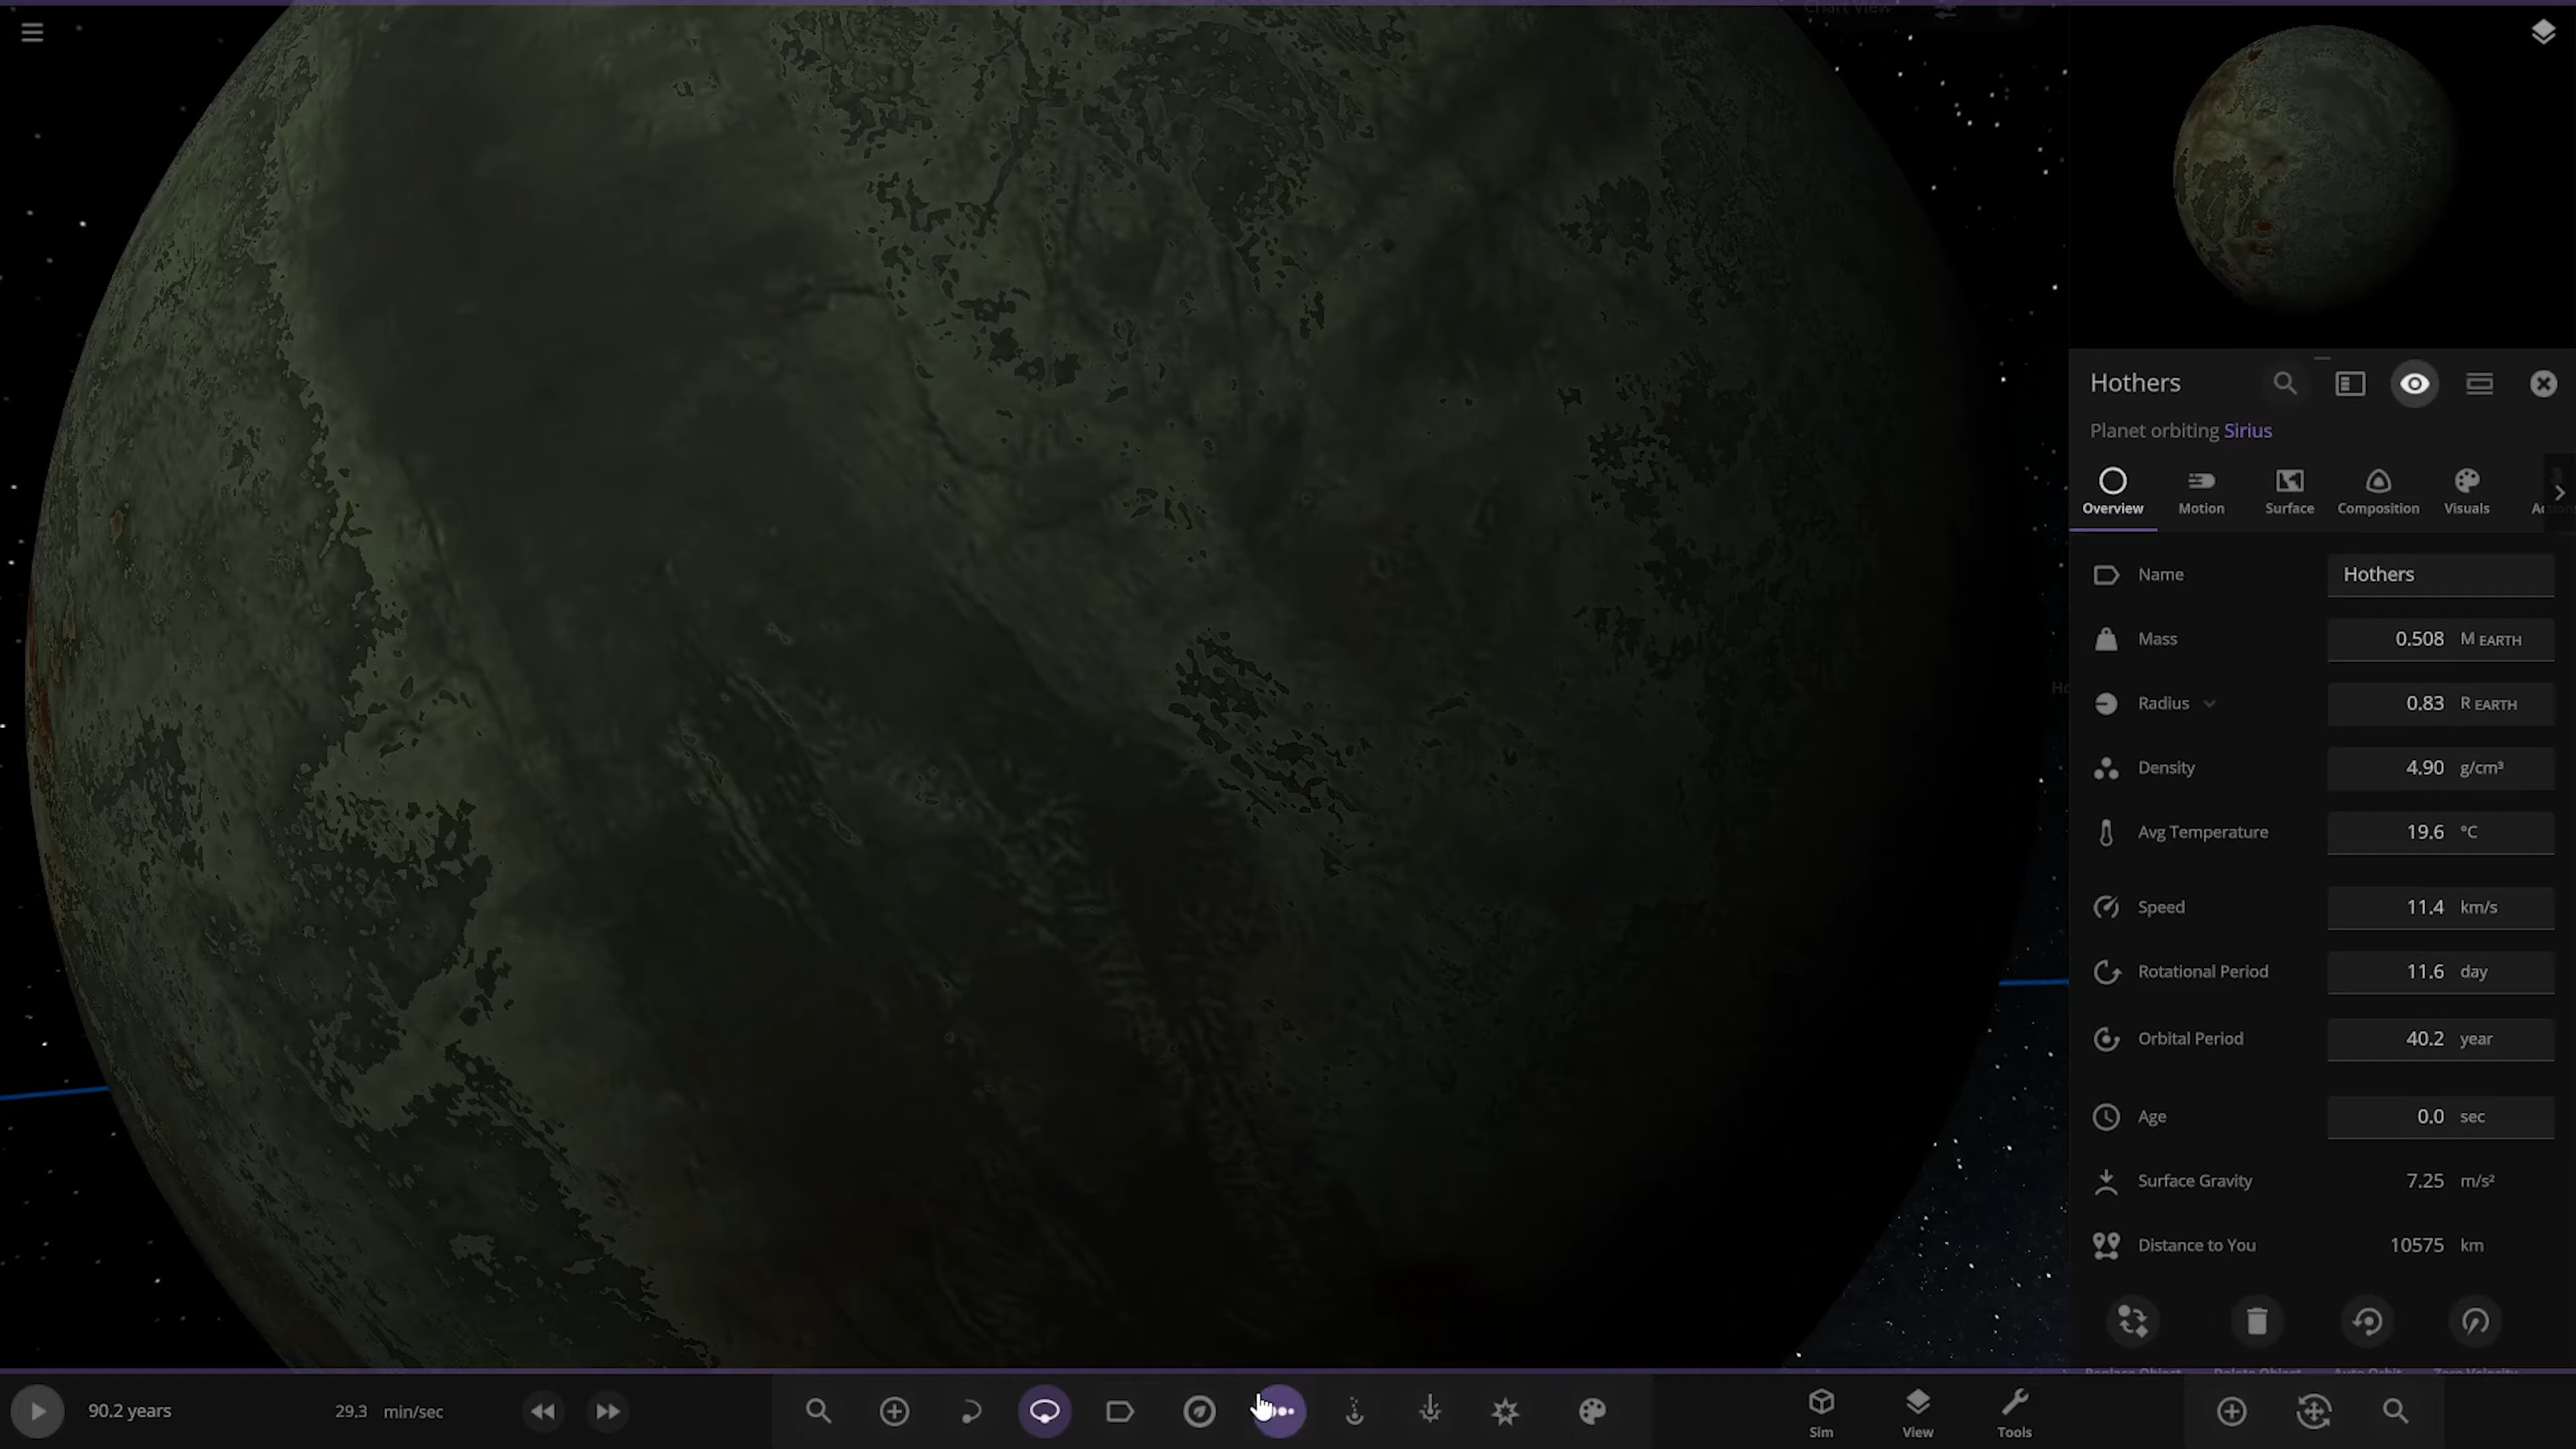 Chart View
Hothers
Planet orbiting Sirius
Overview
Motion
Surface
Composition
Visuals
Name Hothers
Mass 0.508 M EARTH
Radius 0.83 R EARTH
Density 4.90 g/cm³
Avg Temperature 19.6 °C
Speed 11.4 km/s
Rotational Period 11.6 day
Orbital Period 40.2 year
Age 0.0 sec
Surface Gravity 7.25 m/s²
Distance to You 10575 km
90.2 years
29.3 min/sec
Sim
View
Tools